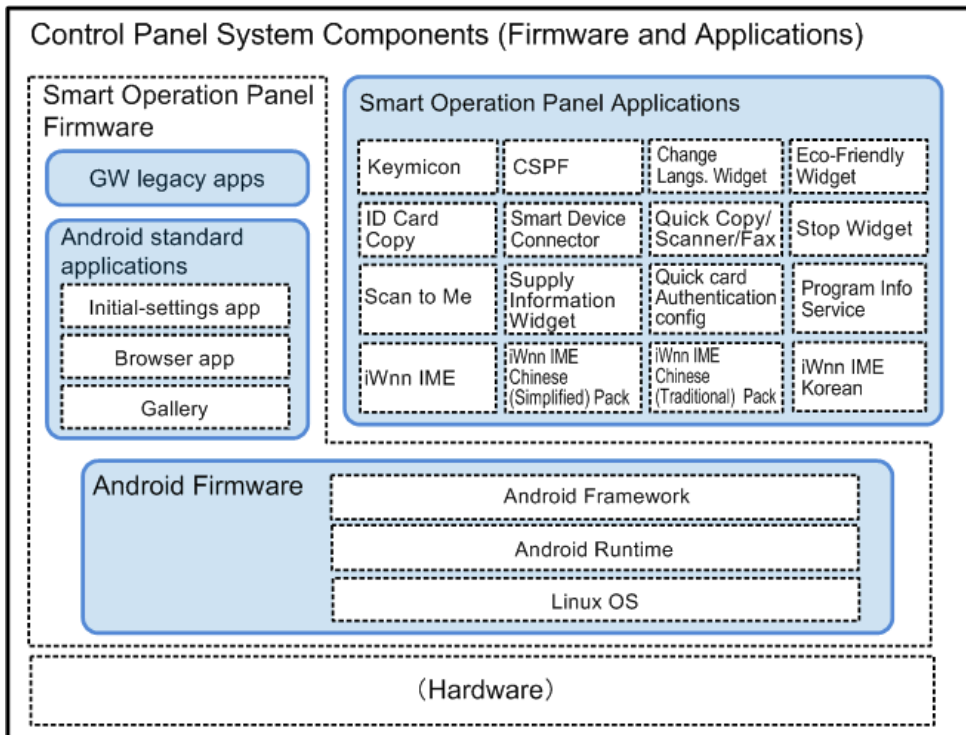 Control Panel System Components (Firmware and Applications)
Smart Operation Panel
Firmware
GW legacy apps
Android standard
applications
Initial-settings app
Browser app
Gallery
Smart Operation Panel Applications
Keymicon
CSPF
Change
Langs. Widget
Eco-Friendly
Widget
ID Card
Copy
Smart Device
Connector
Quick Copy/
Scanner/Fax
Stop Widget
Scan to Me
Supply
Information
Widget
Quick card
Authentication
config
Program Info
Service
iWnn IME
iWnn IME
Chinese
(Simplified) Pack
iWnn IME
Chinese
(Traditional) Pack
iWnn IME
Korean
Android Firmware
Android Framework
Android Runtime
Linux OS
(Hardware)